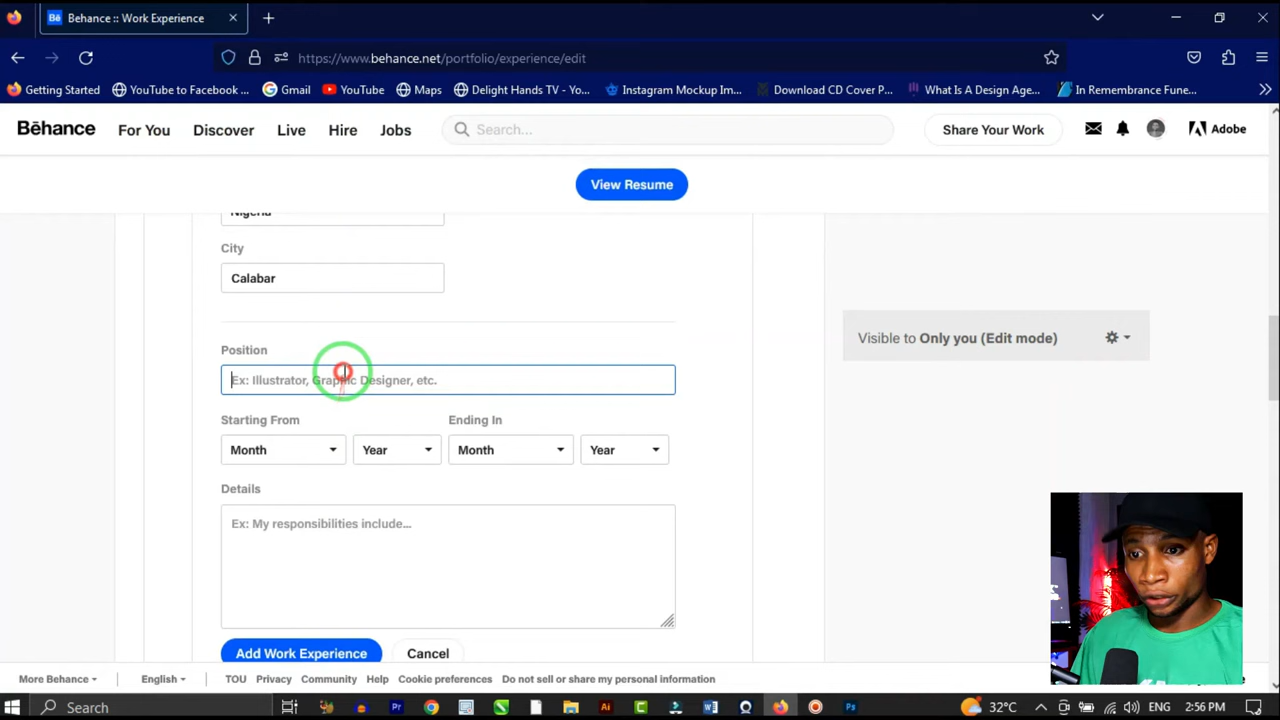 Behance :: Work Experience
https://www.behance.net/portfolio/experience/edit
Getting Started YouTube to Facebook ... Gmail YouTube Maps Delight Hands TV - Yo... Instagram Mockup Im... Download CD Cover P... What Is A Design Age... In Remembrance Fune...
Bēhance For You Discover Live Hire Jobs Search... Share Your Work Adobe
View Resume
Nigeria
City
Calabar
Visible to Only you (Edit mode)
Position
Ex: Illustrator, Graphic Designer, etc.
Starting From Ending In
Month Year Month Year
Details
Ex: My responsibilities include...
Add Work Experience Cancel
More Behance English TOU Privacy Community Help Cookie preferences Do not sell or share my personal information
Search 32°C ENG 2:56 PM